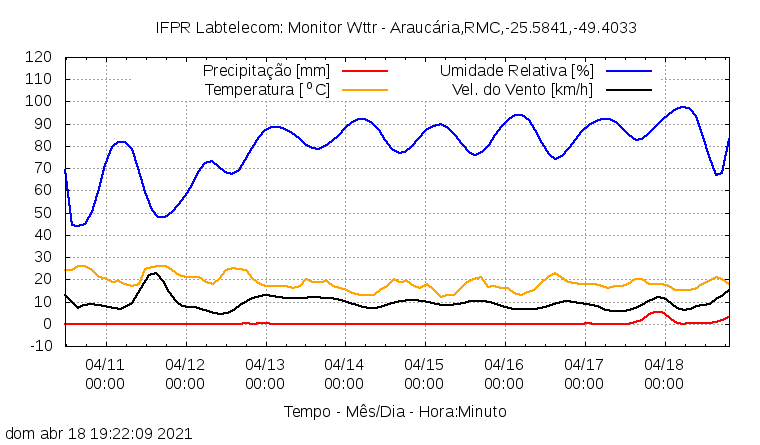 IFPR Labtelecom: Monitor Wttr - Araucária,RMC,-25.5841,-49.4033
120
110
100
90
80
70
60
50
40
30
20
10
0
-10
Precipitação [mm]
Temperatura [⁰C]
Umidade Relativa [%]
Vel. do Vento [km/h]
04/11 04/12 04/13 04/14 04/15 04/16 04/17 04/18
00:00 00:00 00:00 00:00 00:00 00:00 00:00 00:00
Tempo - Mês/Dia - Hora:Minuto
dom abr 18 19:22:09 2021